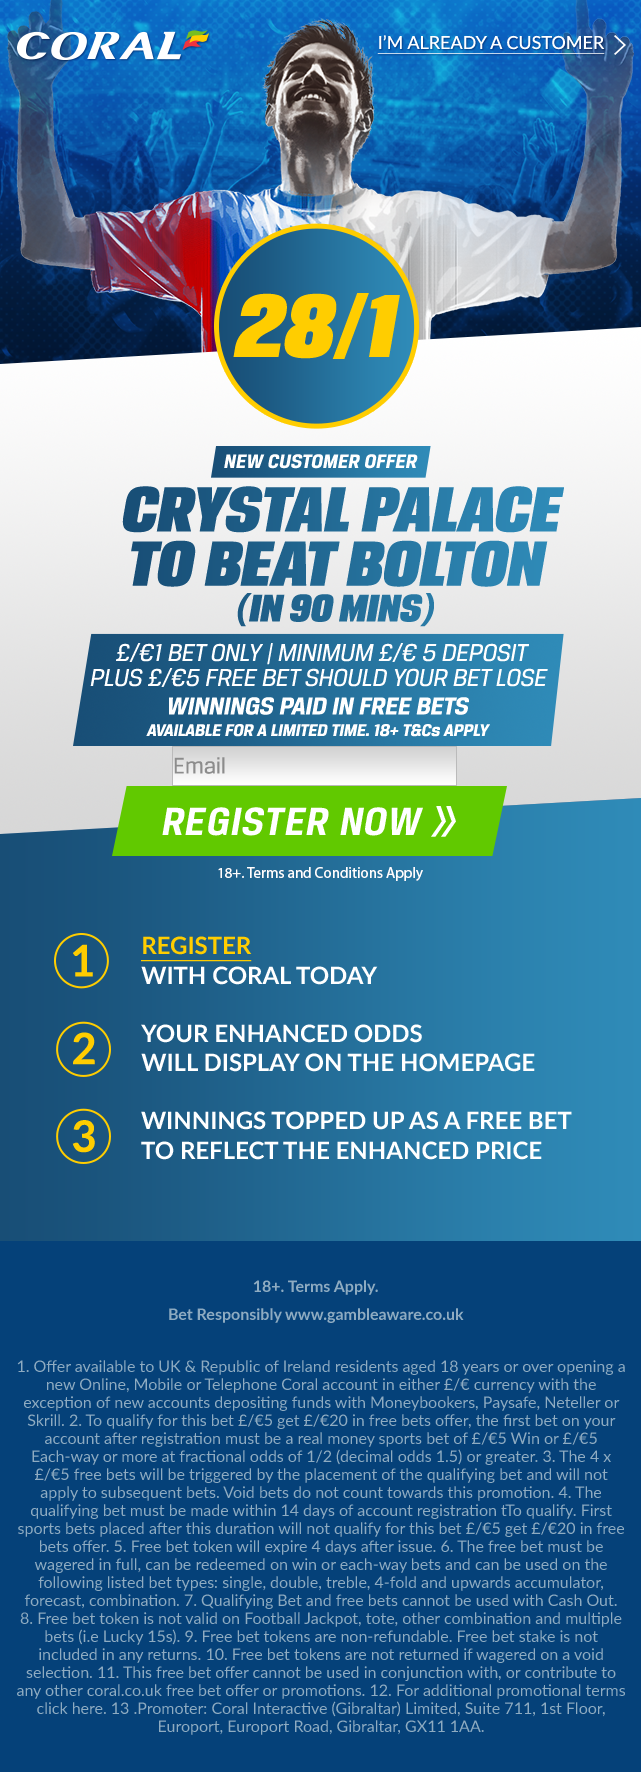 CORAL
I'M ALREADY A CUSTOMER
28/1
NEW CUSTOMER OFFER
CRYSTAL PALACE
TO BEAT BOLTON
(IN 90 MINS)
£/€1 BET ONLY | MINIMUM £/€ 5 DEPOSIT
PLUS £/€5 FREE BET SHOULD YOUR BET LOSE
WINNINGS PAID IN FREE BETS
AVAILABLE FOR A LIMITED TIME. 18+ T&Cs APPLY
Email
REGISTER NOW »
18+. Terms and Conditions Apply
1 REGISTER
WITH CORAL TODAY
2 YOUR ENHANCED ODDS
WILL DISPLAY ON THE HOMEPAGE
3 WINNINGS TOPPED UP AS A FREE BET
TO REFLECT THE ENHANCED PRICE
18+. Terms Apply.
Bet Responsibly www.gambleaware.co.uk
1. Offer available to UK & Republic of Ireland residents aged 18 years or over opening a
new Online, Mobile or Telephone Coral account in either £/€ currency with the
exception of new accounts depositing funds with Moneybookers, Paysafe, Neteller or
Skrill. 2. To qualify for this bet £/€5 get £/€20 in free bets offer, the first bet on your
account after registration must be a real money sports bet of £/€5 Win or £/€5
Each-way or more at fractional odds of 1/2 (decimal odds 1.5) or greater. 3. The 4 x
£/€5 free bets will be triggered by the placement of the qualifying bet and will not
apply to subsequent bets. Void bets do not count towards this promotion. 4. The
qualifying bet must be made within 14 days of account registration tTo qualify. First
sports bets placed after this duration will not qualify for this bet £/€5 get £/€20 in free
bets offer. 5. Free bet token will expire 4 days after issue. 6. The free bet must be
wagered in full, can be redeemed on win or each-way bets and can be used on the
following listed bet types: single, double, treble, 4-fold and upwards accumulator,
forecast, combination. 7. Qualifying Bet and free bets cannot be used with Cash Out.
8. Free bet token is not valid on Football Jackpot, tote, other combination and multiple
bets (i.e Lucky 15s). 9. Free bet tokens are non-refundable. Free bet stake is not
included in any returns. 10. Free bet tokens are not returned if wagered on a void
selection. 11. This free bet offer cannot be used in conjunction with, or contribute to
any other coral.co.uk free bet offer or promotions. 12. For additional promotional terms
click here. 13 .Promoter: Coral Interactive (Gibraltar) Limited, Suite 711, 1st Floor,
Europort, Europort Road, Gibraltar, GX11 1AA.